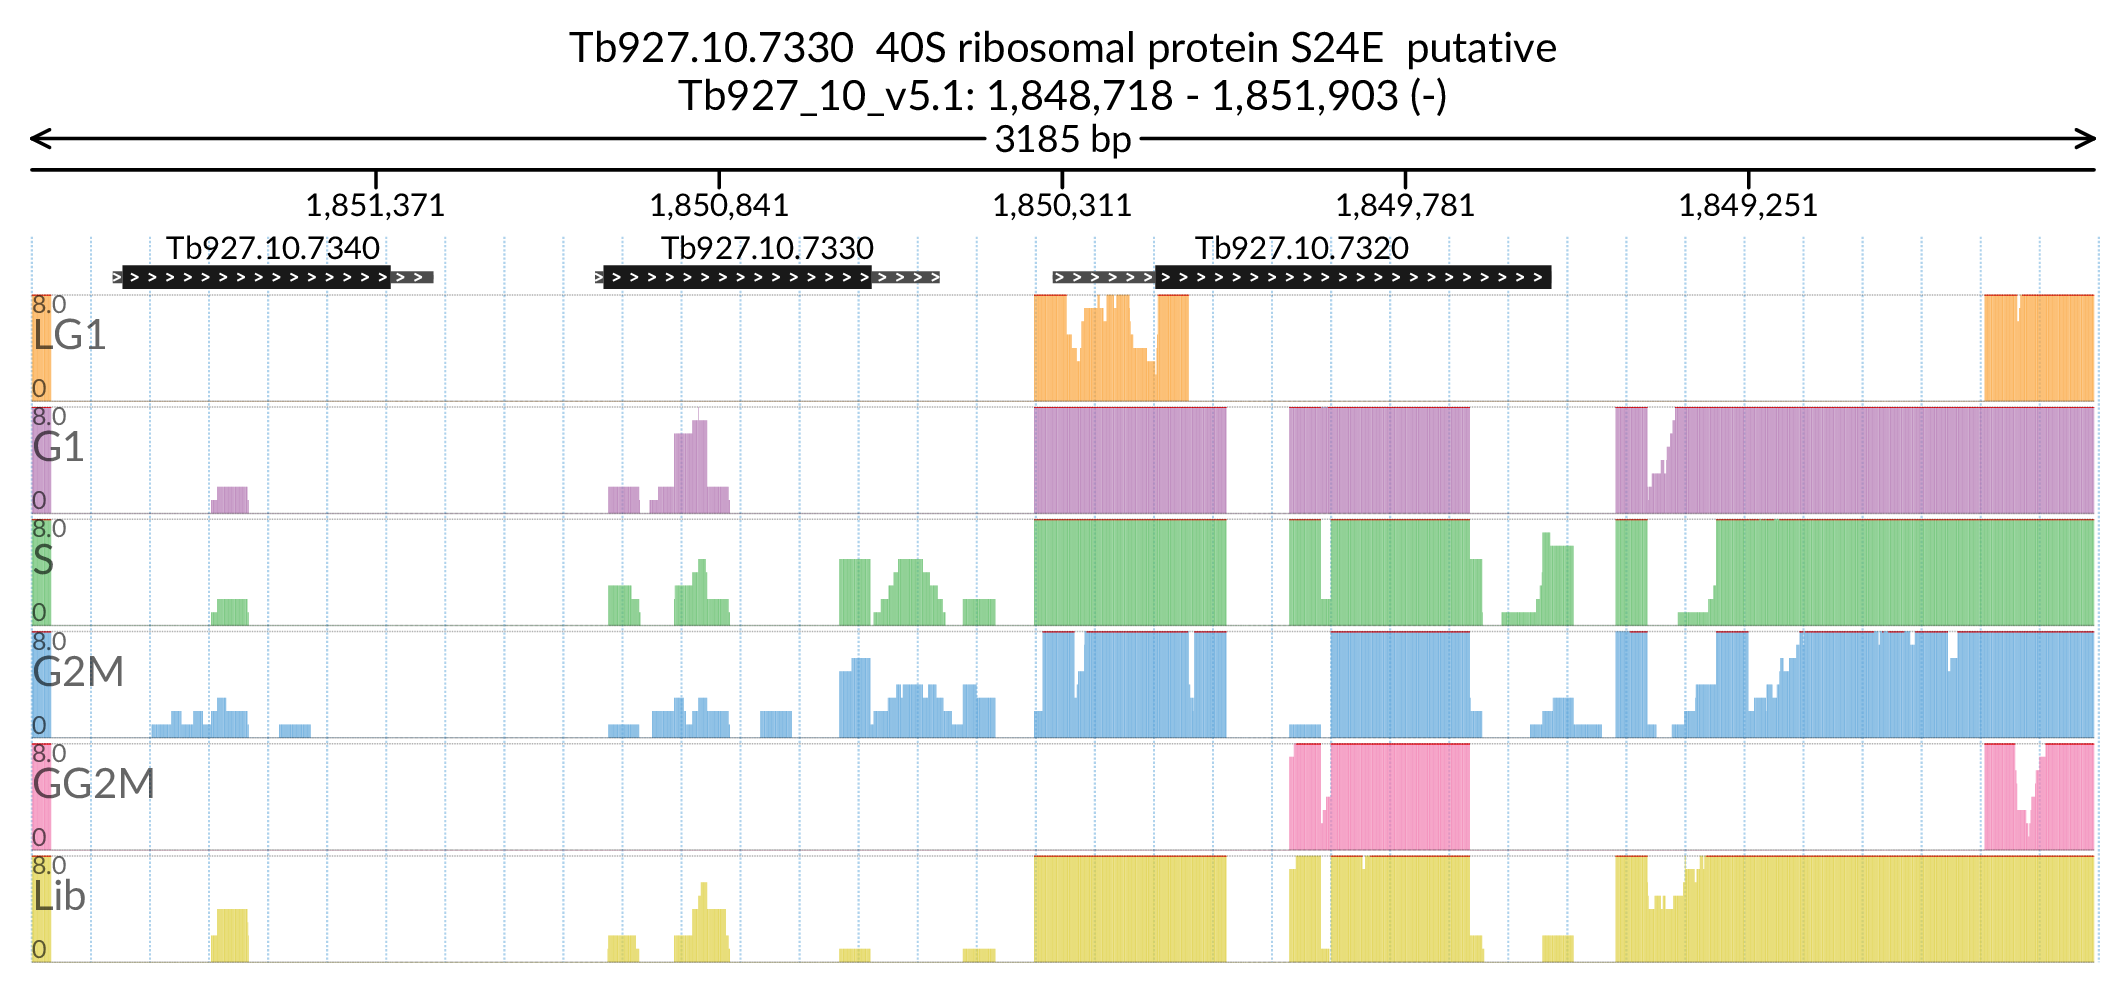 Tb927.10.7330  40S ribosomal protein S24E  putative
Tb927_10_v5.1: 1,848,718 - 1,851,903 (-)
3185 bp
1,851,371 1,850,841 1,850,311 1,849,781 1,849,251
Tb927.10.7340 Tb927.10.7330 Tb927.10.7320
8.0
LG1
0
8.0
G1
0
8.0
S
0
8.0
G2M
0
8.0
GG2M
0
8.0
Lib
0